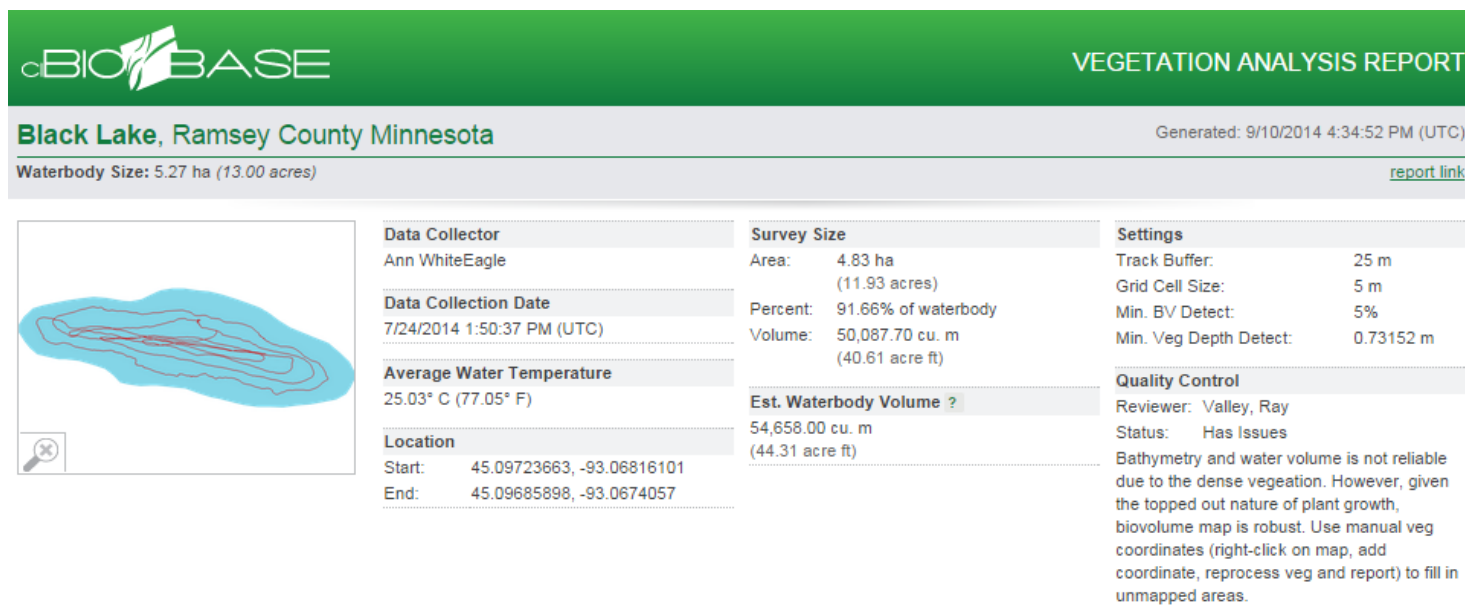 ciBIOBASE
VEGETATION ANALYSIS REPORT
Black Lake, Ramsey County Minnesota
Generated: 9/10/2014 4:34:52 PM (UTC)
Waterbody Size: 5.27 ha (13.00 acres)
report link
Data Collector
Ann WhiteEagle
Data Collection Date
7/24/2014 1:50:37 PM (UTC)
Average Water Temperature
25.03° C (77.05° F)
Location
Start: 45.09723663, -93.06816101
End: 45.09685898, -93.0674057
Survey Size
Area: 4.83 ha
(11.93 acres)
Percent: 91.66% of waterbody
Volume: 50,087.70 cu. m
(40.61 acre ft)
Est. Waterbody Volume ?
54,658.00 cu. m
(44.31 acre ft)
Settings
Track Buffer: 25 m
Grid Cell Size: 5 m
Min. BV Detect: 5%
Min. Veg Depth Detect: 0.73152 m
Quality Control
Reviewer: Valley, Ray
Status: Has Issues
Bathymetry and water volume is not reliable
due to the dense vegeation. However, given
the topped out nature of plant growth,
biovolume map is robust. Use manual veg
coordinates (right-click on map, add
coordinate, reprocess veg and report) to fill in
unmapped areas.